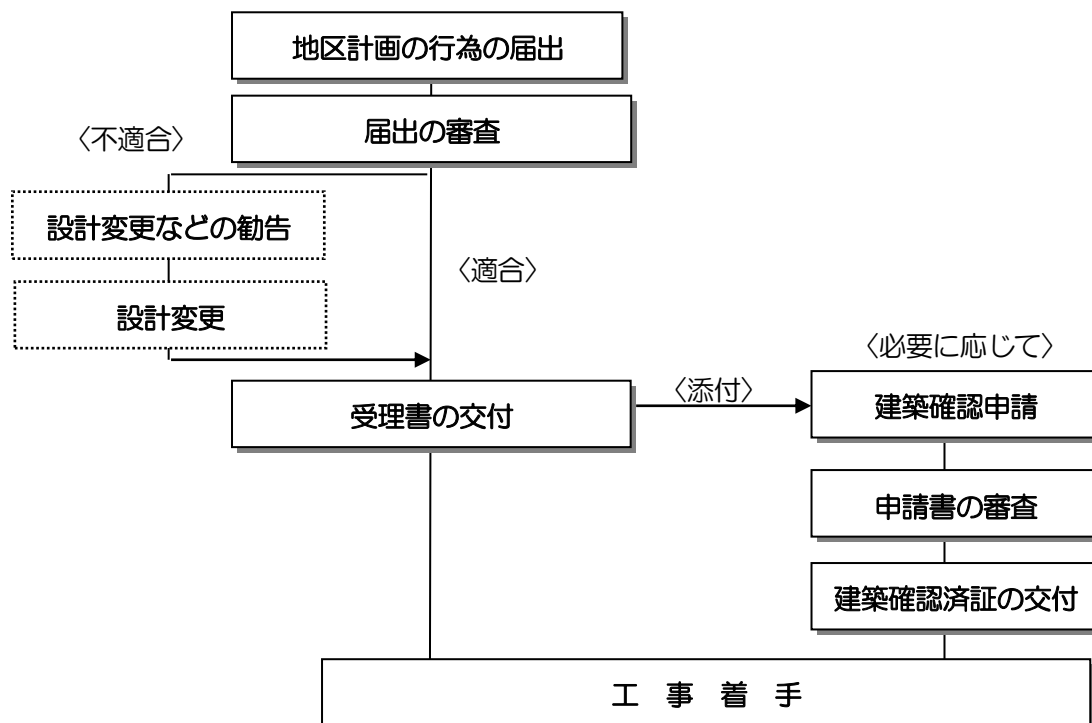 地区計画の行為の届出
届出の審査
〈不適合〉
設計変更などの勧告
〈適合〉
設計変更
〈必要に応じて〉
受理書の交付
〈添付〉
建築確認申請
申請書の審査
建築確認済証の交付
工 事 着 手